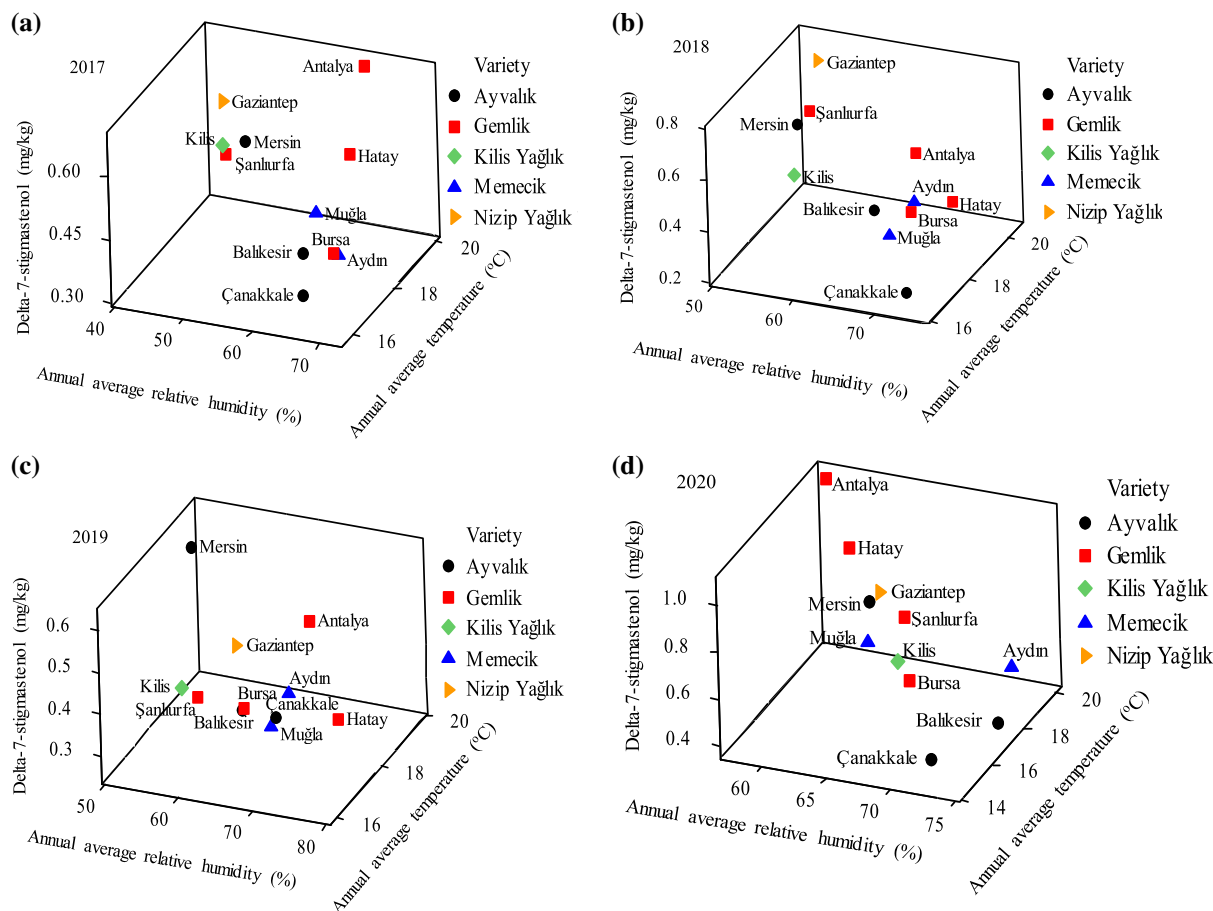 (a)
2017
Delta-7-stigmastenol (mg/kg)
0.60
0.45
0.30
40
50
60
70
Annual average relative humidity (%)
16
18
20
Annual average temperature (ºC)
Antalya
Gaziantep
Kilis
Mersin
Şanlıurfa
Hatay
Muğla
Bursa
Balıkesir
Aydın
Çanakkale
Variety
Ayvalık
Gemlik
Kilis Yağlık
Memecik
Nizip Yağlık
(b)
2018
Delta-7-stigmastenol (mg/kg)
0.8
0.6
0.4
0.2
50
60
70
Annual average relative humidity (%)
16
18
20
Annual average temperature (ºC)
Gaziantep
Şanlıurfa
Mersin
Antalya
Kilis
Aydın
Hatay
Balıkesir
Bursa
Muğla
Çanakkale
Variety
Ayvalık
Gemlik
Kilis Yağlık
Memecik
Nizip Yağlık
(c)
2019
Delta-7-stigmastenol (mg/kg)
0.6
0.5
0.4
0.3
50
60
70
80
Annual average relative humidity (%)
16
18
20
Annual average temperature (ºC)
Mersin
Antalya
Gaziantep
Aydın
Kilis
Bursa
Şanlıurfa
Çanakkale
Balıkesir
Hatay
Muğla
Variety
Ayvalık
Gemlik
Kilis Yağlık
Memecik
Nizip Yağlık
(d)
2020
Delta-7-stigmastenol (mg/kg)
1.0
0.8
0.6
0.4
60
65
70
75
Annual average relative humidity (%)
14
16
18
20
Annual average temperature (ºC)
Antalya
Hatay
Gaziantep
Mersin
Şanlıurfa
Muğla
Kilis
Aydın
Bursa
Balıkesir
Çanakkale
Variety
Ayvalık
Gemlik
Kilis Yağlık
Memecik
Nizip Yağlık